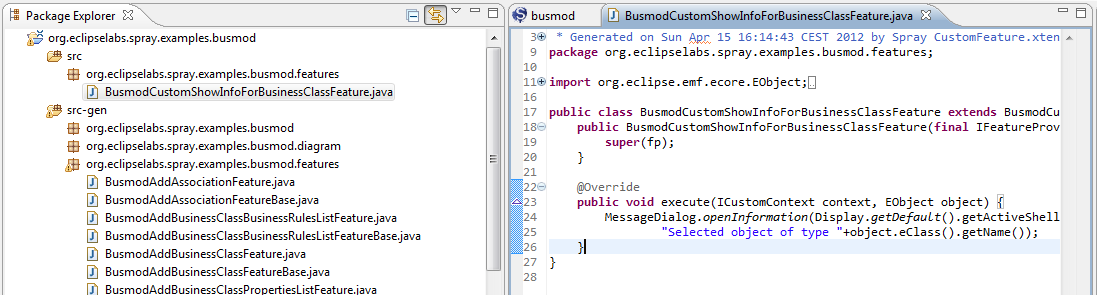 Package Explorer
org.eclipselabs.spray.examples.busmod
src
org.eclipselabs.spray.examples.busmod.features
BusmodCustomShowInfoForBusinessClassFeature.java
src-gen
org.eclipselabs.spray.examples.busmod
org.eclipselabs.spray.examples.busmod.diagram
org.eclipselabs.spray.examples.busmod.features
BusmodAddAssociationFeature.java
BusmodAddAssociationFeatureBase.java
BusmodAddBusinessClassBusinessRulesListFeature.java
BusmodAddBusinessClassBusinessRulesListFeatureBase.java
BusmodAddBusinessClassFeature.java
BusmodAddBusinessClassFeatureBase.java
BusmodAddBusinessClassPropertiesListFeature.java
busmod
BusmodCustomShowInfoForBusinessClassFeature.java
3 * Generated on Sun Apr 15 16:14:43 CEST 2012 by Spray CustomFeature.xten
9 package org.eclipselabs.spray.examples.busmod.features;
10
11 import org.eclipse.emf.ecore.EObject;
16
17 public class BusmodCustomShowInfoForBusinessClassFeature extends BusmodCu
18 public BusmodCustomShowInfoForBusinessClassFeature(final IFeatureProv
19 super(fp);
20 }
21
22 @Override
23 public void execute(ICustomContext context, EObject object) {
24 MessageDialog.openInformation(Display.getDefault().getActiveShell
25 "Selected object of type "+object.eClass().getName());
26 }
27 }
28